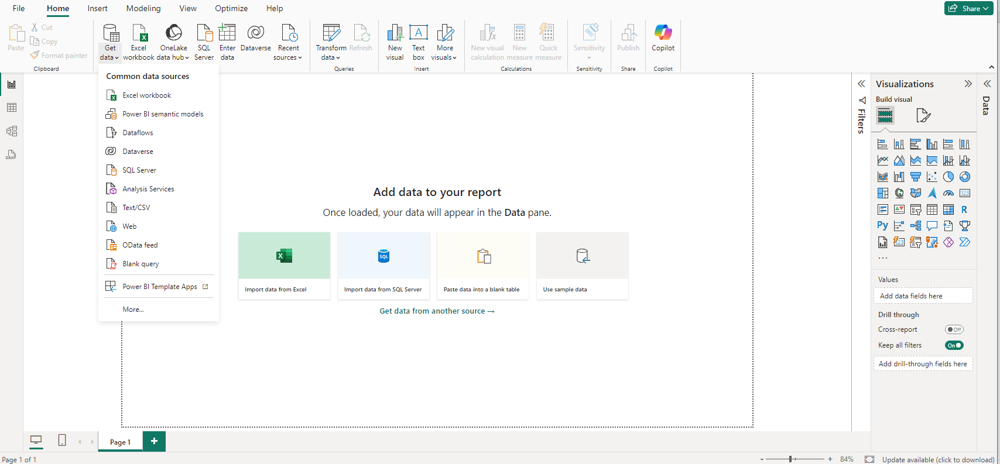 File Home Insert Modeling View Optimize Help
Share
Paste
Cut
Copy
Format painter
Clipboard
Get data
Excel workbook
OneLake data hub
SQL Server
Enter data
Dataverse
Recent sources
Transform data
Refresh
Queries
New visual
Text box
A
More visuals
Insert
New visual calculation
New measure
Quick measure
Calculations
Sensitivity
Sensitivity
Publish
Share
Copilot
Copilot
Common data sources
Excel workbook
Power BI semantic models
Dataflows
Dataverse
SQL Server
Analysis Services
Text/CSV
Web
OData feed
Blank query
Power BI Template Apps
More...
DAX
Add data to your report
Once loaded, your data will appear in the Data pane.
X
SQL
Import data from Excel
Import data from SQL Server
Paste data into a blank table
Use sample data
Get data from another source →
Filters
Visualizations
Build visual
123
R
Py
123
...
Values
Add data fields here
Drill through
Cross-report
Off
Keep all filters
On
Add drill-through fields here
Data
Page 1
+
Page 1 of 1
- + 84%
Update available (click to download)